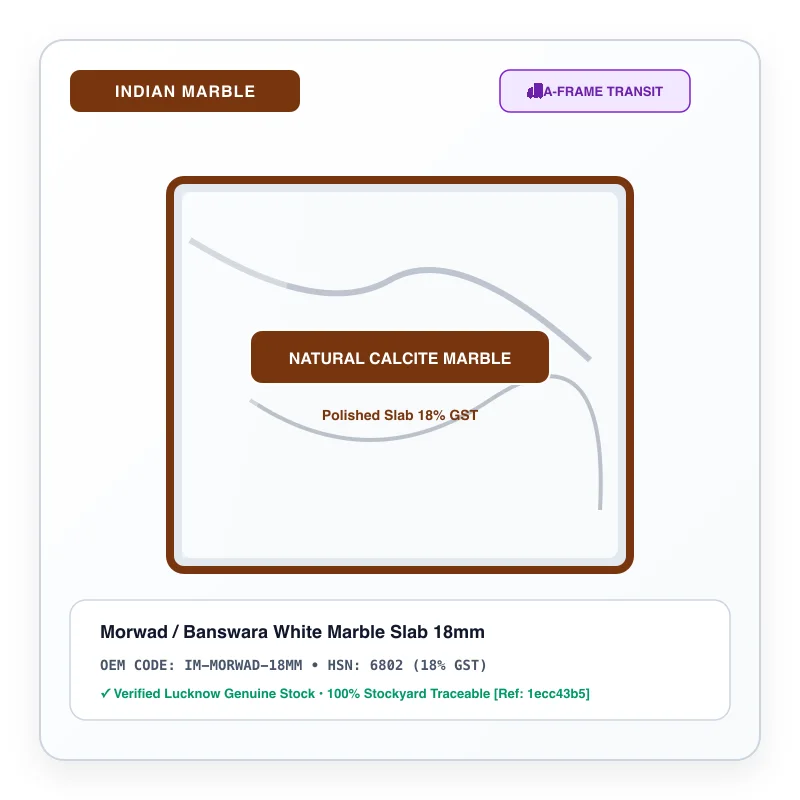 INDIAN MARBLE
A-FRAME TRANSIT
NATURAL CALCITE MARBLE
Polished Slab 18% GST
Morwad / Banswara White Marble Slab 18mm
OEM CODE: IM-MORWAD-18MM • HSN: 6802 (18% GST)
✓ Verified Lucknow Genuine Stock · 100% Stockyard Traceable [Ref: 1ecc43b5]